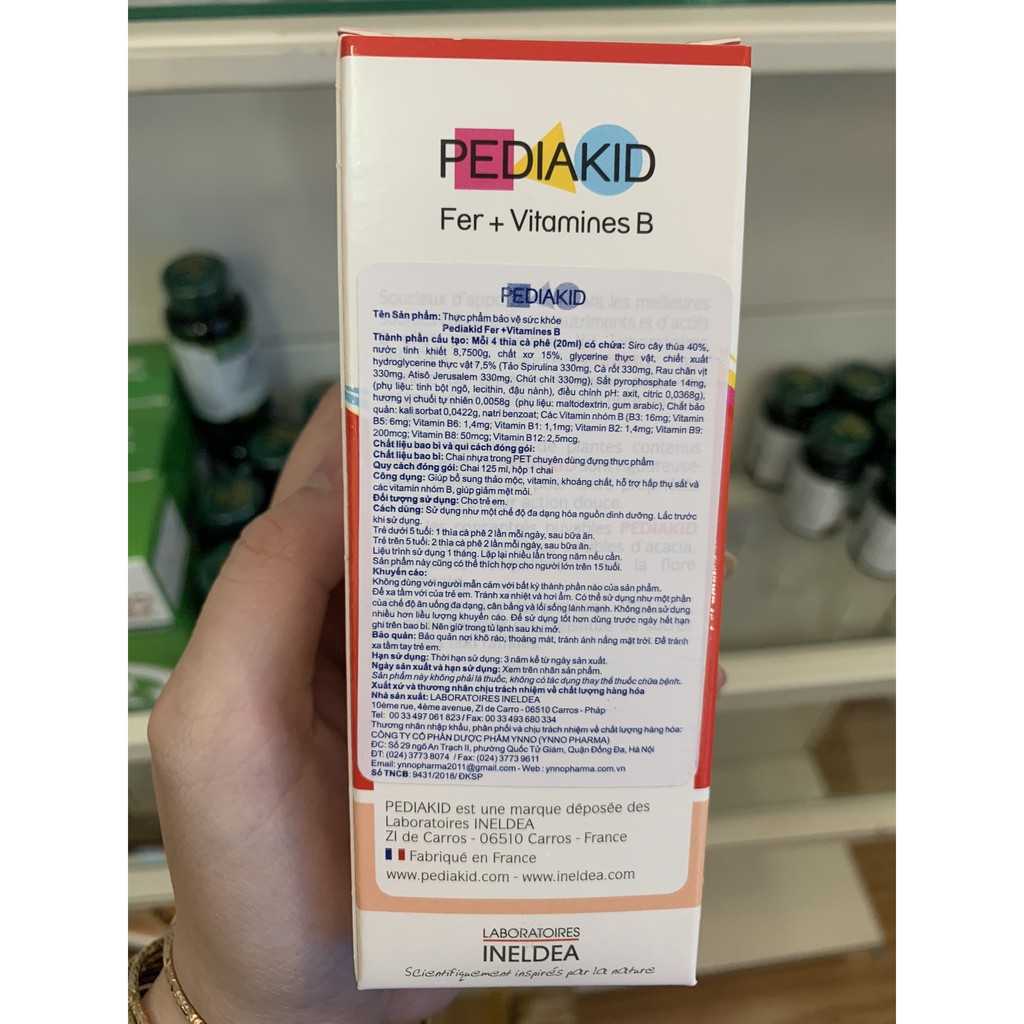 PEDIAKID
Fer + Vitamines B
PEDIAKID
Tên Sản phẩm: Thực phẩm bảo vệ sức khỏe
Pediakid Fer +Vitamines B
Thành phần cấu tạo: Mỗi 4 thìa cà phê (20ml) có chứa: Siro cây thùa 40%,
nước tinh khiết 8,7500g, chất xơ 15%, glycerine thực vật, chiết xuất
hydroglycerine thực vật 7,5% (Tảo Spirulina 330mg, Cà rốt 330mg, Rau chân vịt
330mg, Atisô Jerusalem 330mg, Chút chít 330mg), Sắt pyrophosphate 14mg,
(phụ liệu: tinh bột ngô, lecithin, đậu nành), điều chỉnh pH: axit, citric 0,0368g),
hương vị chuối tự nhiên 0,0058g (phụ liệu: maltodextrin, gum arabic), Chất bảo
quản: kali sorbat 0,0422g, natri benzoat; Các Vitamin nhóm B (B3: 16mg; Vitamin
B5: 6mg; Vitamin B6: 1,4mg; Vitamin B1: 1,1mg; Vitamin B2: 1,4mg; Vitamin B9:
200mcg; Vitamin B8: 50mcg; Vitamin B12: 2,5mcg.
Chất liệu bao bì và qui cách đóng gói:
Chất liệu bao bì: Chai nhựa trong PET chuyên dùng đựng thực phẩm
Quy cách đóng gói: Chai 125 ml, hộp 1 chai
Công dụng: Giúp bổ sung thảo mộc, vitamin, khoáng chất, hỗ trợ hấp thụ sắt và
các vitamin nhóm B, giúp giảm mệt mỏi.
Đối tượng sử dụng: Cho trẻ em.
Cách dùng: Sử dụng như một chế độ đa dạng hóa nguồn dinh dưỡng. Lắc trước
khi sử dụng.
Trẻ dưới 5 tuổi: 1 thìa cà phê 2 lần mỗi ngày, sau bữa ăn.
Trẻ trên 5 tuổi: 2 thìa cà phê 2 lần mỗi ngày, sau bữa ăn.
Liệu trình sử dụng 1 tháng. Lặp lại nhiều lần trong năm nếu cần.
Sản phẩm này cũng có thể thích hợp cho người lớn trên 15 tuổi.
Khuyến cáo:
Không dùng với người mẫn cảm với bất kỳ thành phần nào của sản phẩm.
Để xa tầm với của trẻ em. Tránh xa nhiệt và hơi ẩm. Có thể sử dụng như một phần
của chế độ ăn uống đa dạng, cân bằng và lối sống lành mạnh. Không nên sử dụng
nhiều hơn liều lượng khuyến cáo. Để sử dụng tốt hơn dùng trước ngày hết hạn
ghi trên bao bì. Nên giữ trong tủ lạnh sau khi mở.
Bảo quản: Bảo quản nơi khô ráo, thoáng mát, tránh ánh nắng mặt trời. Để tránh
xa tầm tay trẻ em.
Hạn sử dụng: Thời hạn sử dụng: 3 năm kể từ ngày sản xuất.
Ngày sản xuất và hạn sử dụng: Xem trên nhãn sản phẩm.
Sản phẩm này không phải là thuốc, không có tác dụng thay thế thuốc chữa bệnh.
Xuất xứ và thương nhân chịu trách nhiệm về chất lượng hàng hóa
Nhà sản xuất: LABORATOIRES INELDEA
10ème rue, 4ème avenue, ZI de Carro - 06510 Carros - Pháp
Tel: 00 33 497 061 823 / Fax: 00 33 493 680 334
Thương nhân nhập khẩu, phân phối và chịu trách nhiệm về chất lượng hàng hóa:
CÔNG TY CỔ PHẦN DƯỢC PHẨM YNNO (YNNO PHARMA)
ĐC: Số 29 ngõ An Trạch II, phường Quốc Tử Giám, Quận Đống Đa, Hà Nội
ĐT: (024) 3773 8074 / Fax: (024) 3773 9611
Email: ynnopharma2011@gmail.com - Web : ynnopharma.com.vn
Số TNCB: 9431/2018/ĐKSP
PEDIAKID est une marque déposée des
Laboratoires INELDEA
ZI de Carros - 06510 Carros - France
Fabriqué en France
www.pediakid.com - www.ineldea.com
LABORATOIRES
INELDEA
Scientifiquement inspirés par la nature